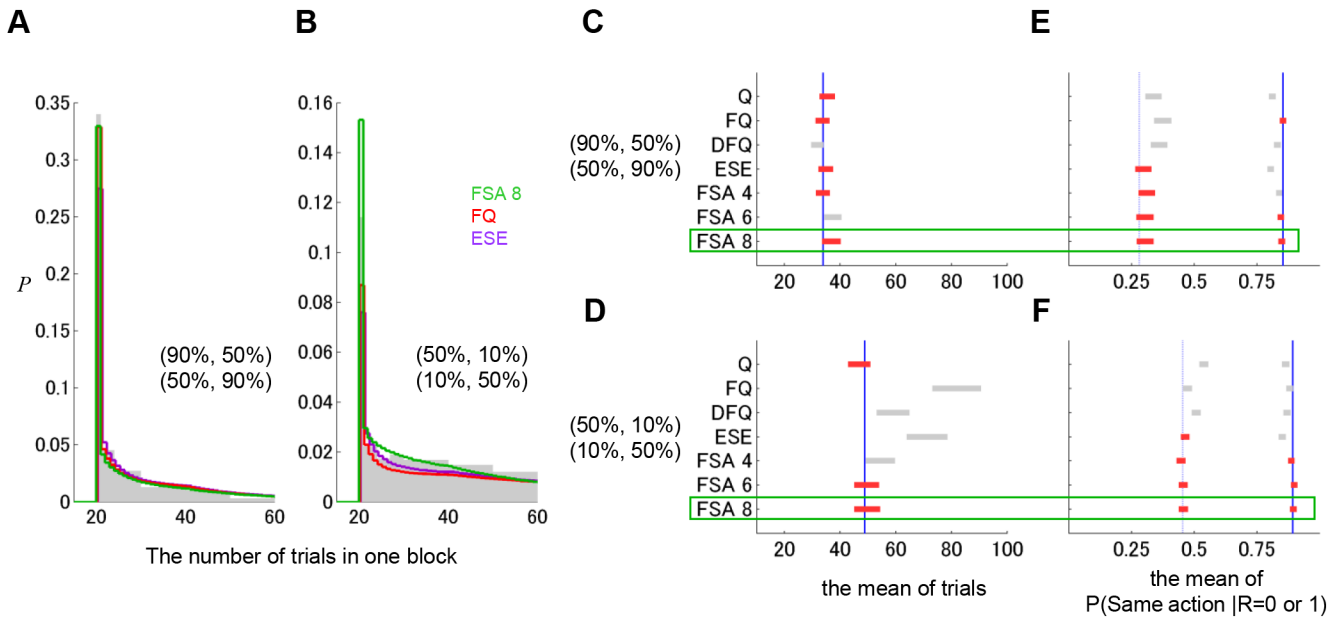 A
B
C
E
0.35
0.3
0.25
0.2
0.35
0.1
0.05
0
P
20
40
60
(90%, 50%)
(50%, 90%)
0.16
0.14
0.12
0.1
0.08
0.06
0.04
0.02
0
20
40
60
FSA 8
FQ
ESE
(50%, 10%)
(10%, 50%)
The number of trials in one block
(90%, 50%)
(50%, 90%)
Q
FQ
DFQ
ESE
FSA 4
FSA 6
FSA 8
20
40
60
80
100
0.25
0.75
D
F
(50%, 10%)
(10%, 50%)
Q
FQ
DFQ
ESE
FSA 4
FSA 6
FSA 8
20
40
60
80
100
0.25
0.75
the mean of trials
the mean of
P(Same action |R=0 or 1)